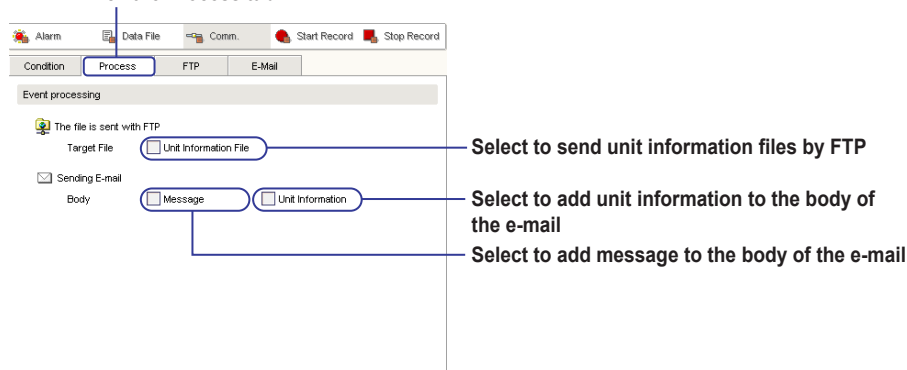 Alarm Data File Comm. Start Record Stop Record
Condition Process FTP E-Mail
Event processing
The file is sent with FTP
Target File Unit Information File
Select to send unit information files by FTP
Sending E-mail
Body Message Unit Information
Select to add unit information to the body of
the e-mail
Select to add message to the body of the e-mail